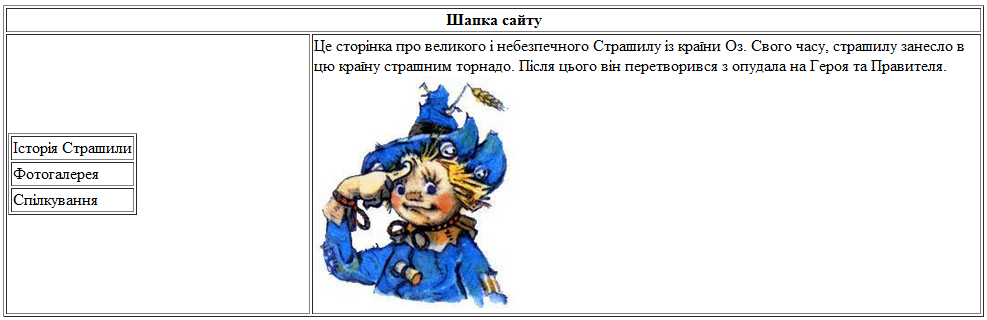 Шапка сайту
Історія Страшили
Фотогалерея
Спілкування
Це сторінка про великого і небезпечного Страшилу із країни Оз. Свого часу, страшилу занесло в
цю країну страшним торнадо. Після цього він перетворився з опудала на Героя та Правителя.